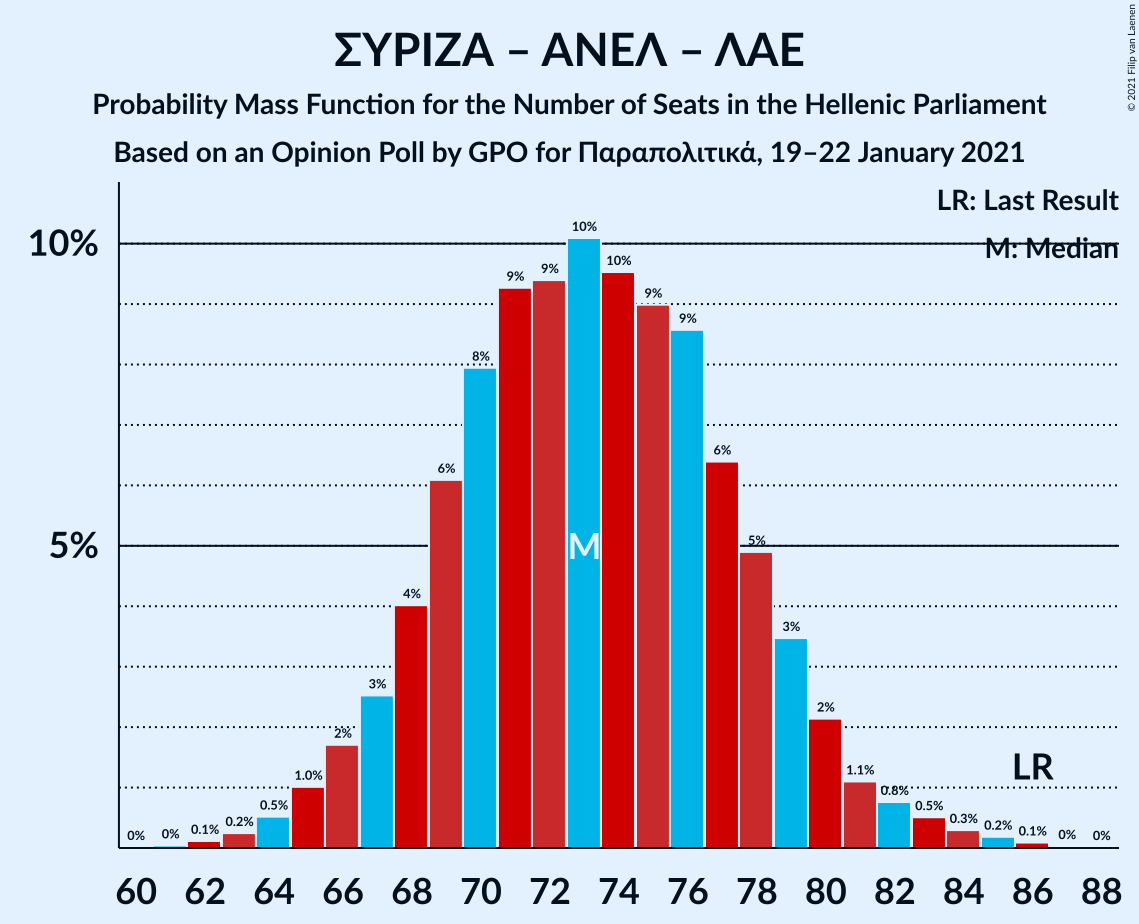 ΣΥΡΙΖΑ – ΑΝΕΛ – ΛΑΕ
Probability Mass Function for the Number of Seats in the Hellenic Parliament
Based on an Opinion Poll by GPO for Παραπολιτικά, 19–22 January 2021
© 2021 Filip van Laenen
LR: Last Result
M: Median
10%
5%
0% 0% 0.1% 0.2% 0.5% 1.0% 2% 3% 4% 6% 8% 9% 9% 10% 10% 9% 9% 6% 5% 3% 2% 1.1% 0.8% 0.5% 0.3% 0.2% 0.1% 0% 0%
M
LR
60 62 64 66 68 70 72 74 76 78 80 82 84 86 88